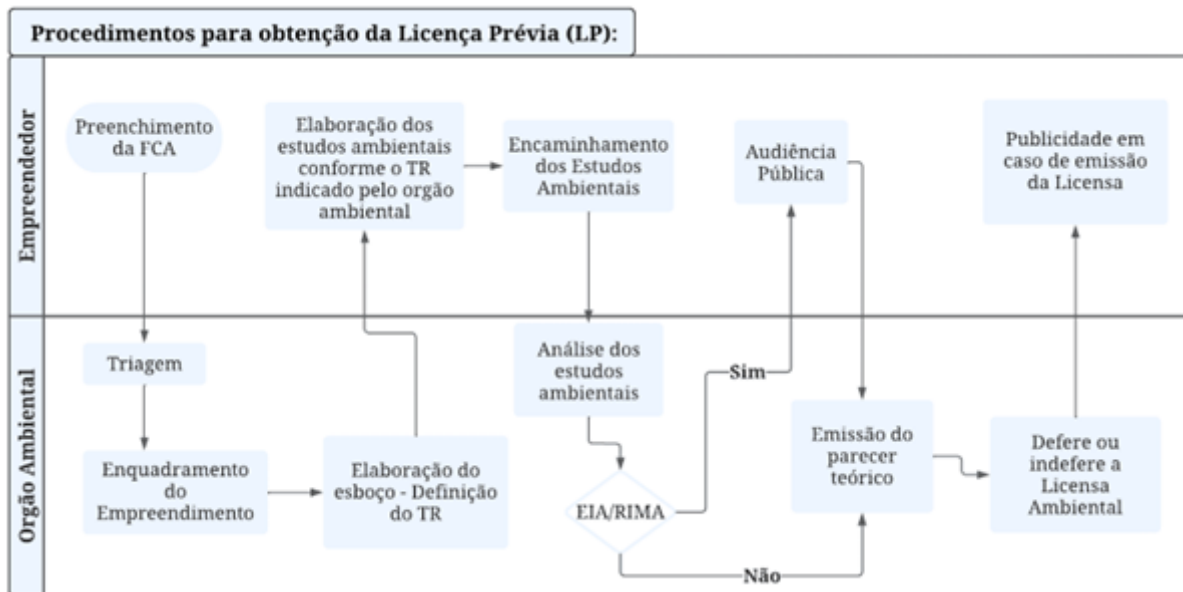 Procedimentos para obtenção da Licença Prévia (LP):
Empreendedor
Preenchimento
da FCA
Elaboração dos
estudos ambientais
conforme o TR
indicado pelo orgão
ambiental
Encaminhamento
dos Estudos
Ambientais
Audiência
Pública
Publicidade em
caso de emissão
da Licensa
Orgão Ambiental
Triagem
Enquadramento
do
Empreendimento
Elaboração do
esboço - Definição
do TR
Análise dos
estudos
ambientais
EIA/RIMA
Sim
Não
Emissão do
parecer
teórico
Defere ou
indefere a
Licensa
Ambiental